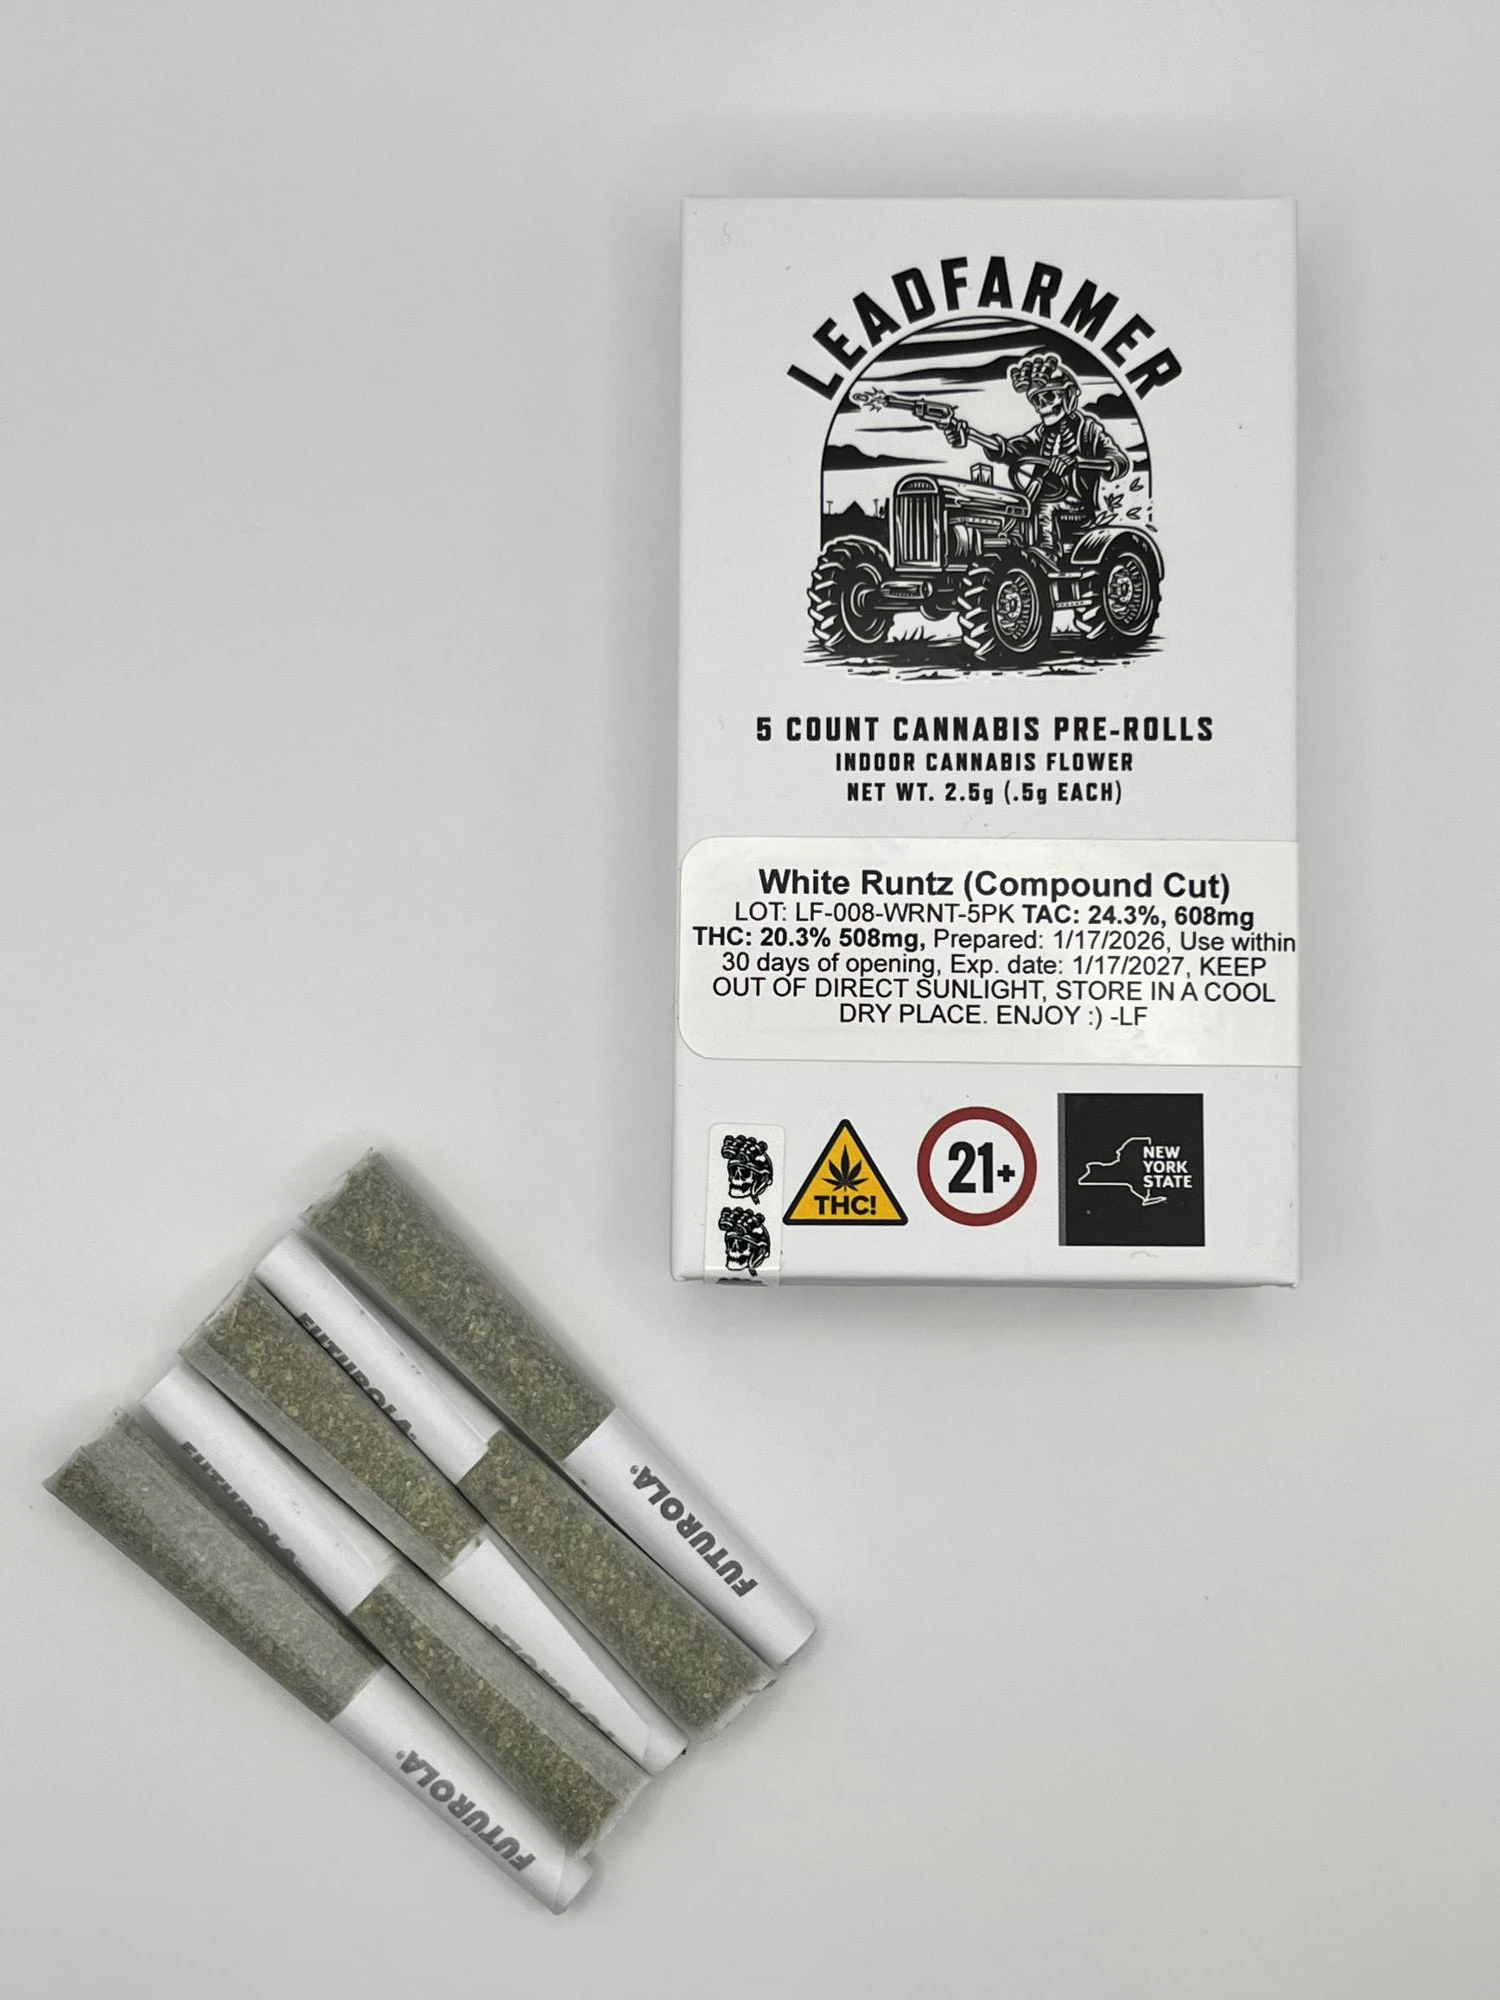 LEADFARMER
5 COUNT CANNABIS PRE-ROLLS
INDOOR CANNABIS FLOWER
NET WT. 2.5g (.5g EACH)
White Runtz (Compound Cut)
LOT: LF-008-WRNT-5PK TAC: 24.3%, 608mg
THC: 20.3% 508mg, Prepared: 1/17/2026, Use within
30 days of opening, Exp. date: 1/17/2027, KEEP
OUT OF DIRECT SUNLIGHT, STORE IN A COOL
DRY PLACE. ENJOY :) -LF
THC!
21+
NEW
YORK
STATE
FUTUROLA®
FUTUROLA®